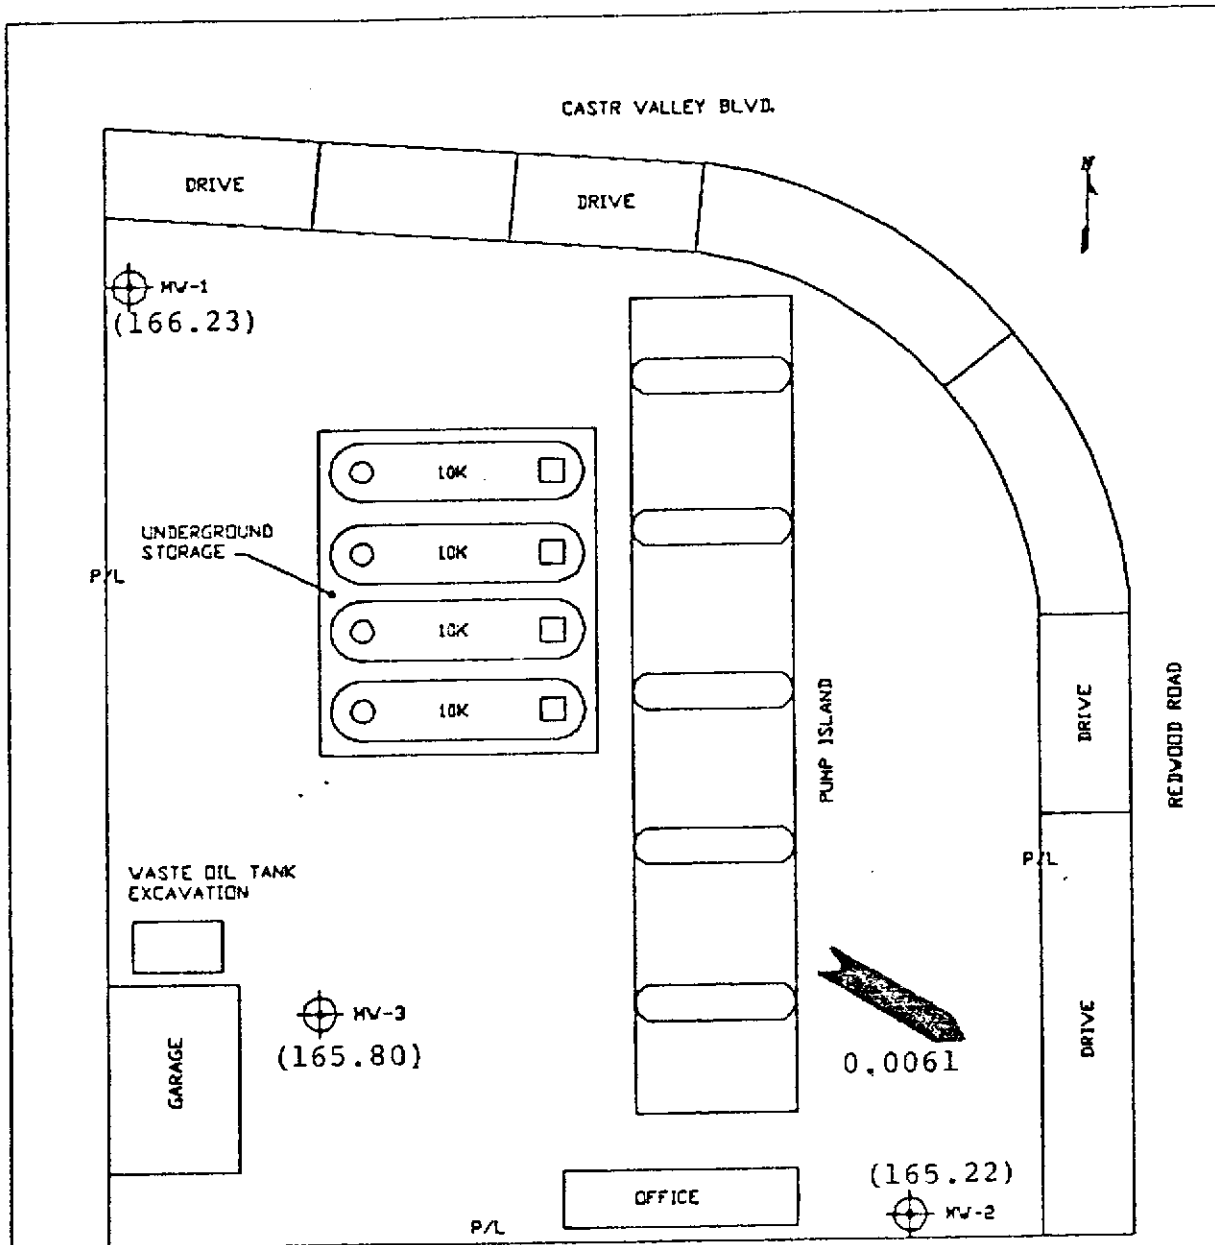 CASTR VALLEY BLVD.
N
DRIVE
DRIVE
MW-1
(166.23)
10K
UNDERGROUND
STORAGE
10K
P/L
10K
10K
PUMP ISLAND
DRIVE
REDWOOD ROAD
P/L
WASTE OIL TANK
EXCAVATION
MW-3
(165.80)
GARAGE
0.0061
DRIVE
(165.22)
OFFICE
MW-2
P/L